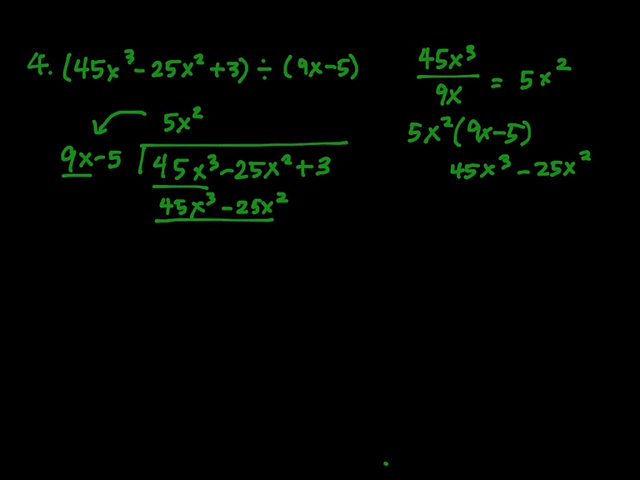 4. (45x³ - 25x² + 3) ÷ (9x - 5)
45x³
9x
= 5x²
5x²
5x²(9x - 5)
9x - 5
45x³ - 25x² + 3
45x³ - 25x²
45x³ - 25x²